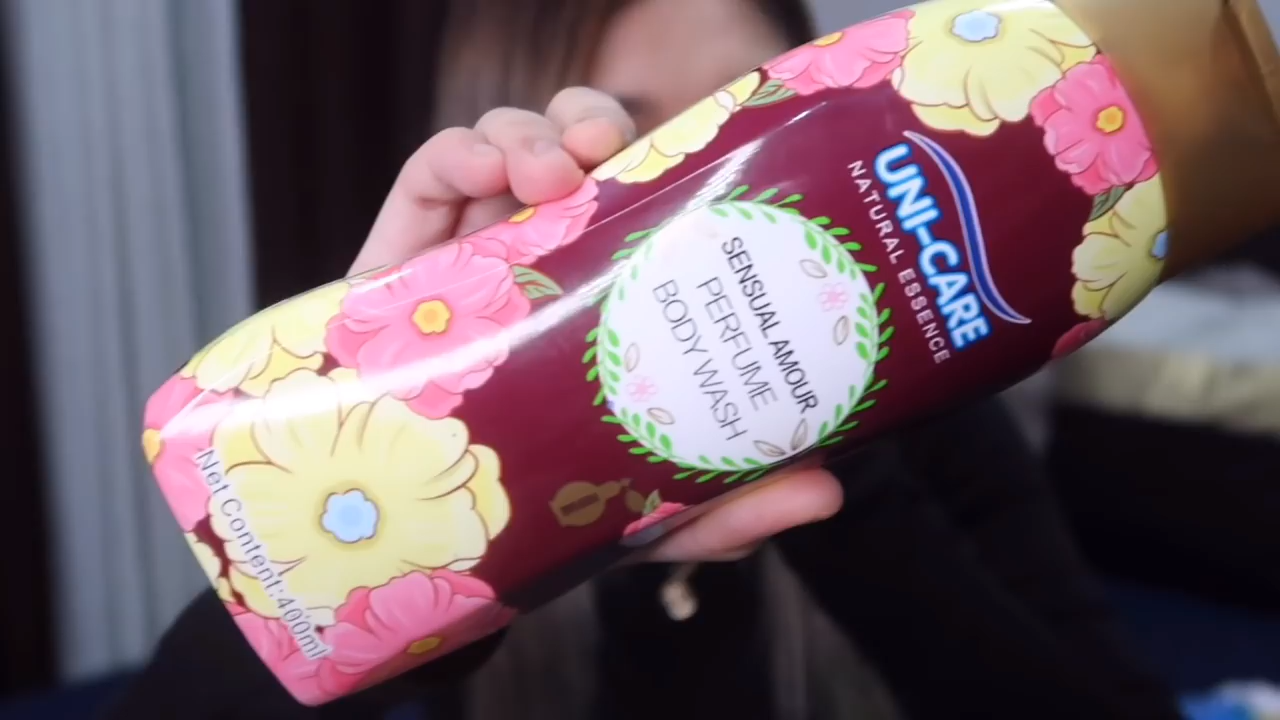 UNI-CARE
NATURAL ESSENCE
SENSUAL AMOUR
PERFUME
BODY WASH
Net Content:400ml